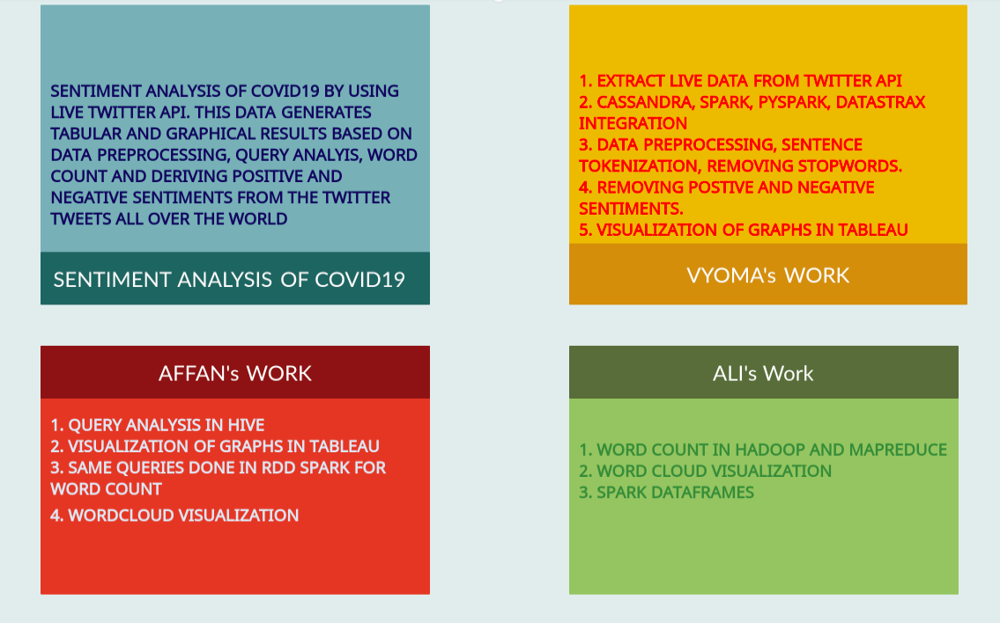 SENTIMENT ANALYSIS OF COVID19 BY USING
LIVE TWITTER API. THIS DATA GENERATES
TABULAR AND GRAPHICAL RESULTS BASED ON
DATA PREPROCESSING, QUERY ANALYIS, WORD
COUNT AND DERIVING POSITIVE AND
NEGATIVE SENTIMENTS FROM THE TWITTER
TWEETS ALL OVER THE WORLD
SENTIMENT ANALYSIS OF COVID19
1. EXTRACT LIVE DATA FROM TWITTER API
2. CASSANDRA, SPARK, PYSPARK, DATASTRAX
INTEGRATION
3. DATA PREPROCESSING, SENTENCE
TOKENIZATION, REMOVING STOPWORDS.
4. REMOVING POSTIVE AND NEGATIVE
SENTIMENTS.
5. VISUALIZATION OF GRAPHS IN TABLEAU
VYOMA's WORK
AFFAN's WORK
1. QUERY ANALYSIS IN HIVE
2. VISUALIZATION OF GRAPHS IN TABLEAU
3. SAME QUERIES DONE IN RDD SPARK FOR
WORD COUNT
4. WORDCLOUD VISUALIZATION
ALI's Work
1. WORD COUNT IN HADOOP AND MAPREDUCE
2. WORD CLOUD VISUALIZATION
3. SPARK DATAFRAMES